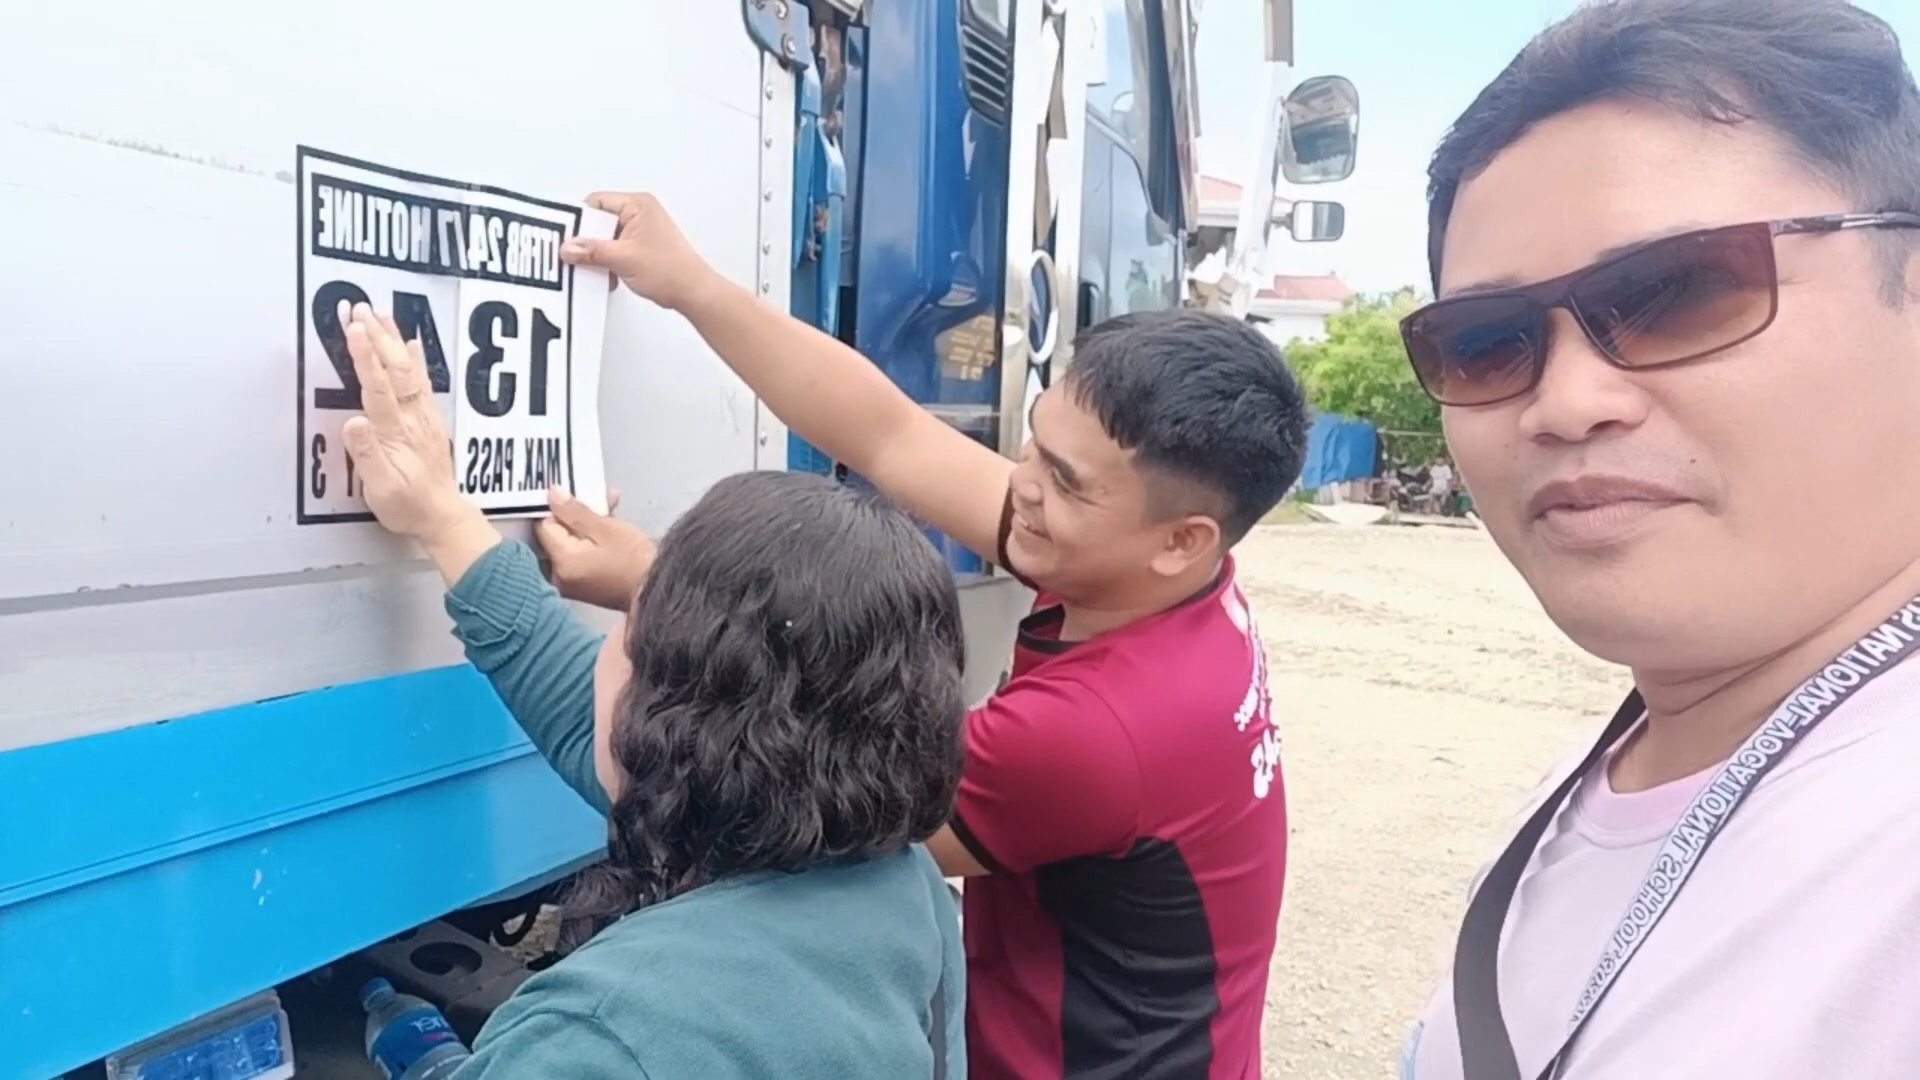 LTFRB 24/7 HOTLINE
1342
MAX. PASS.
3
NATIONAL-VOCATIONAL SCHOOL